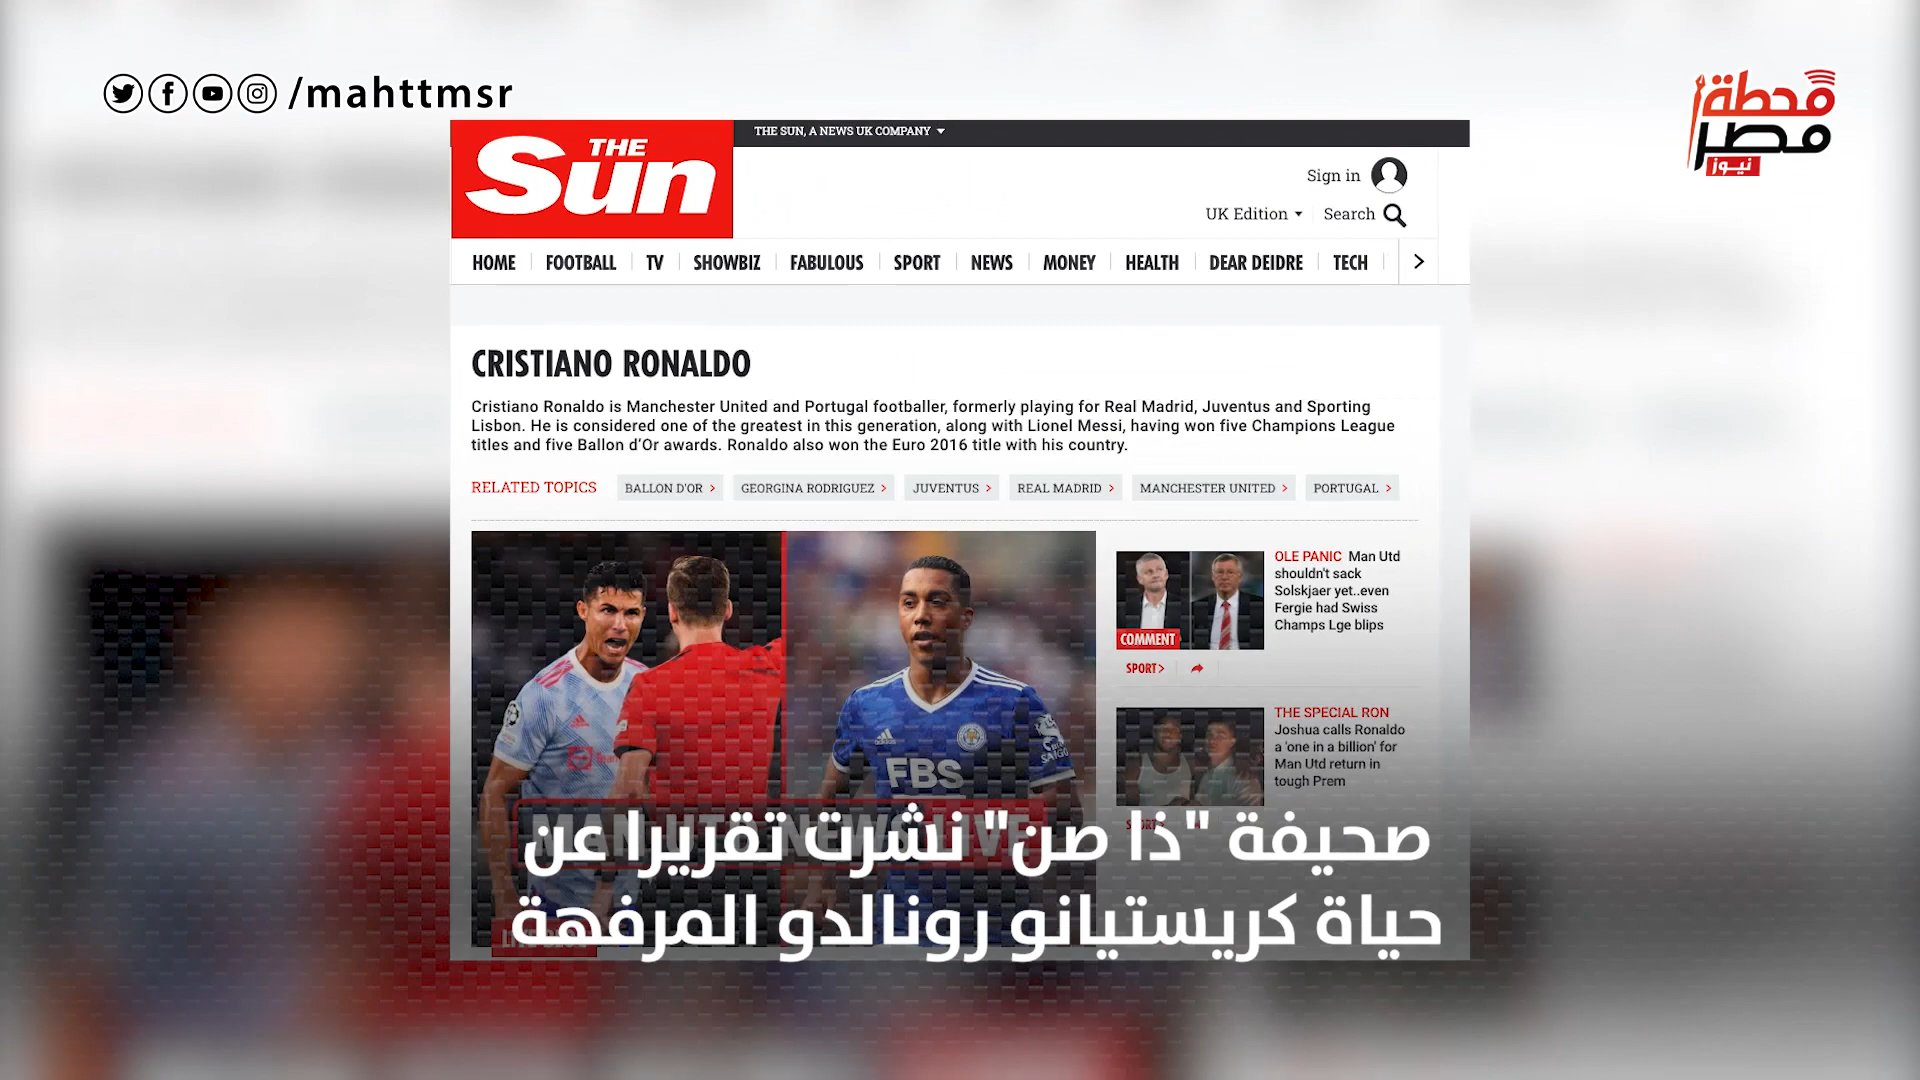 /mahttmsr
محطة
مصر
نيوز
THE SUN, A NEWS UK COMPANY
THE
Sun
Sign in
UK Edition
Search
HOME
FOOTBALL
TV
SHOWBIZ
FABULOUS
SPORT
NEWS
MONEY
HEALTH
DEAR DEIDRE
TECH
CRISTIANO RONALDO
Cristiano Ronaldo is Manchester United and Portugal footballer, formerly playing for Real Madrid, Juventus and Sporting
Lisbon. He is considered one of the greatest in this generation, along with Lionel Messi, having won five Champions League
titles and five Ballon d’Or awards. Ronaldo also won the Euro 2016 title with his country.
RELATED TOPICS
BALLON D'OR
GEORGINA RODRIGUEZ
JUVENTUS
REAL MADRID
MANCHESTER UNITED
PORTUGAL
adidas
FBS
MAN UTD NEWS LIVE
COMMENT
OLE PANIC Man Utd
shouldn't sack
Solskjaer yet..even
Fergie had Swiss
Champs Lge blips
SPORT>
THE SPECIAL RON
Joshua calls Ronaldo
a 'one in a billion' for
Man Utd return in
tough Prem
SPORT>
صحيفة "ذا صن" نشرت تقريرا عن
حياة كريستيانو رونالدو المرفهة